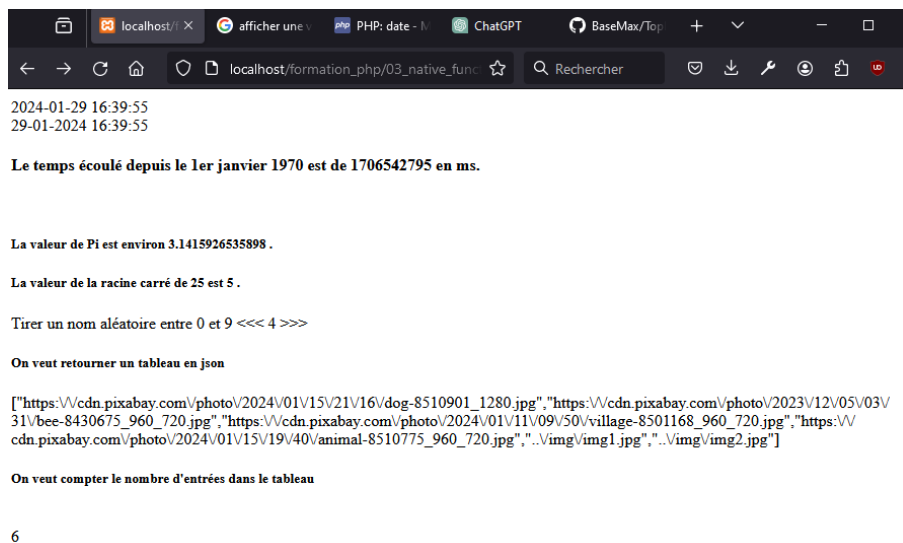 localhost/f
afficher une v
php PHP: date - M
ChatGPT
BaseMax/Top
localhost/formation_php/03_native_func
Rechercher
2024-01-29 16:39:55
29-01-2024 16:39:55
Le temps écoulé depuis le 1er janvier 1970 est de 1706542795 en ms.
La valeur de Pi est environ 3.1415926535898 .
La valeur de la racine carré de 25 est 5 .
Tirer un nom aléatoire entre 0 et 9 <<< 4 >>>
On veut retourner un tableau en json
["https:\/\/cdn.pixabay.com\/photo\/2024\/01\/15\/21\/16\/dog-8510901_1280.jpg","https:\/\/cdn.pixabay.com\/photo\/2023\/12\/05\/03\/
31\/bee-8430675_960_720.jpg","https:\/\/cdn.pixabay.com\/photo\/2024\/01\/11\/09\/50\/village-8501168_960_720.jpg","https:\/\/
cdn.pixabay.com\/photo\/2024\/01\/15\/19\/40\/animal-8510775_960_720.jpg","..\/img\/img1.jpg","..\/img\/img2.jpg"]
On veut compter le nombre d'entrées dans le tableau
6